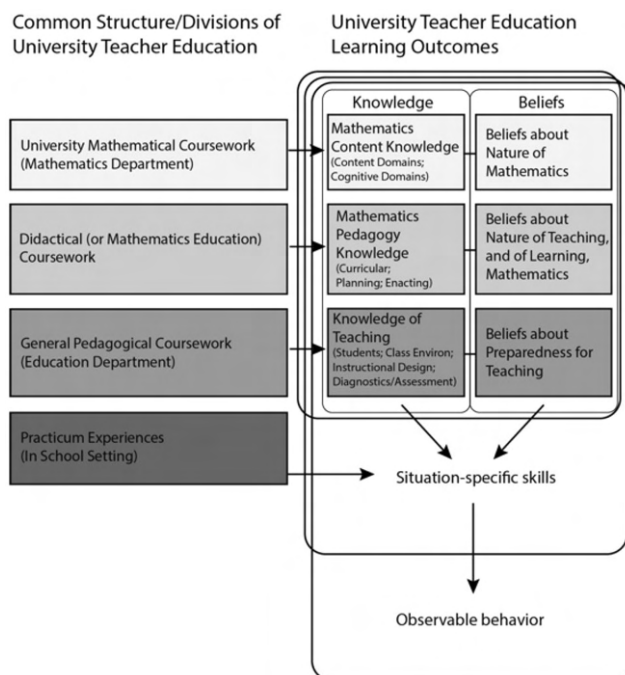 Common Structure/Divisions of
University Teacher Education
University Teacher Education
Learning Outcomes
Knowledge
Beliefs
University Mathematical Coursework
(Mathematics Department)
Mathematics
Content Knowledge
(Content Domains;
Cognitive Domains)
Beliefs about
Nature of
Mathematics
Didactical (or Mathematics Education)
Coursework
Mathematics
Pedagogy
Knowledge
(Curricular;
Planning; Enacting)
Beliefs about
Nature of Teaching,
and of Learning,
Mathematics
General Pedagogical Coursework
(Education Department)
Knowledge of
Teaching
(Students; Class Environ;
Instructional Design;
Diagnostics/Assessment)
Beliefs about
Preparedness for
Teaching
Practicum Experiences
(In School Setting)
Situation-specific skills
Observable behavior